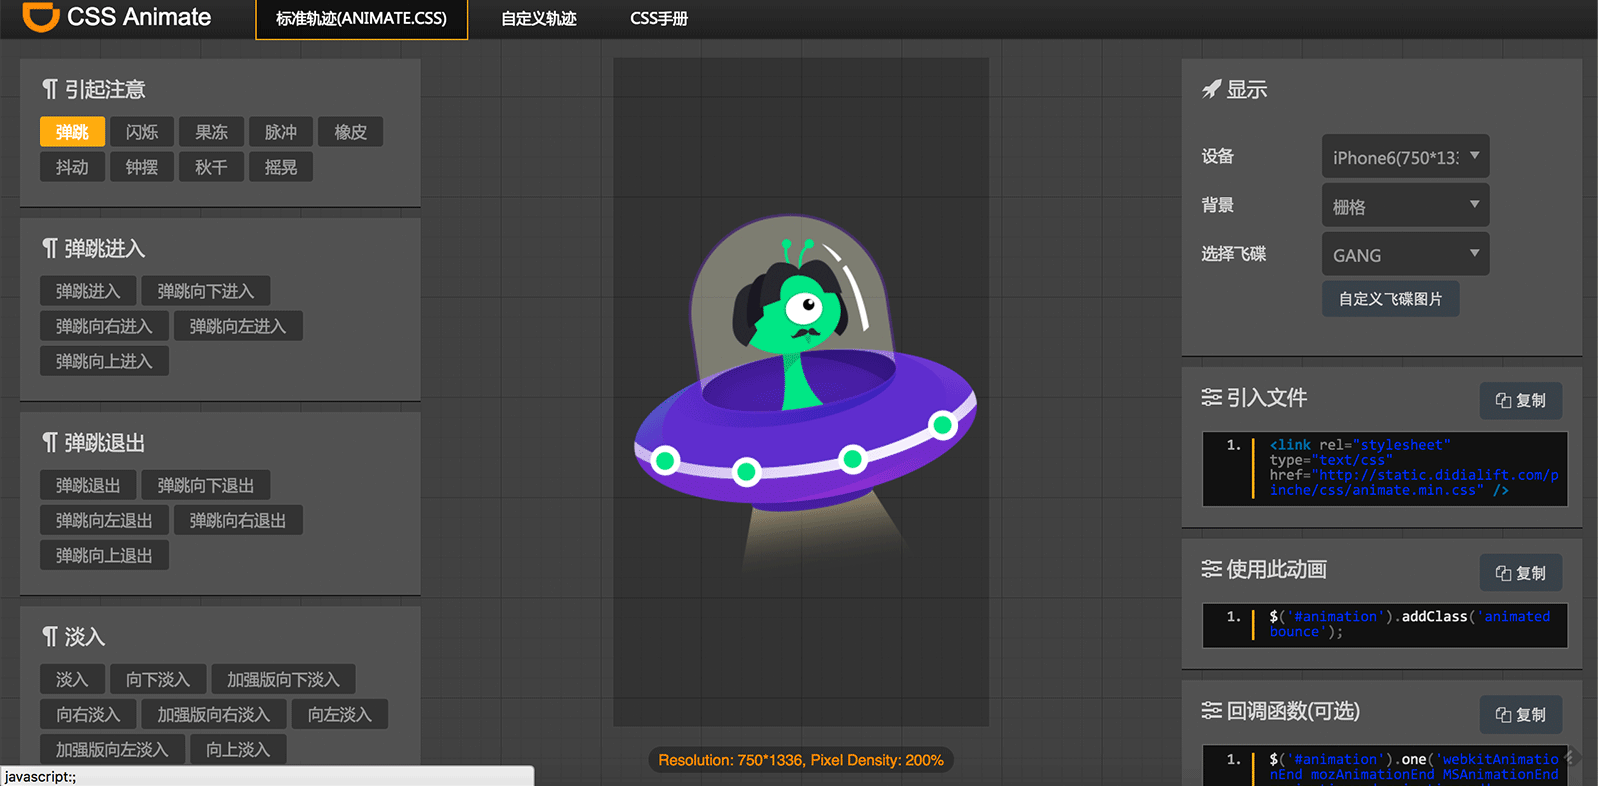 CSS Animate
标准轨迹(ANIMATE.CSS)
自定义轨迹
CSS手册
引起注意
弹跳 闪烁 果冻 脉冲 橡皮
抖动 钟摆 秋千 摇晃
弹跳进入
弹跳进入 弹跳向下进入
弹跳向右进入 弹跳向左进入
弹跳向上进入
弹跳退出
弹跳退出 弹跳向下退出
弹跳向左退出 弹跳向右退出
弹跳向上退出
淡入
淡入 向下淡入 加强版向下淡入
向右淡入 加强版向右淡入 向左淡入
加强版向左淡入 向上淡入
javascript:;
Resolution: 750*1336, Pixel Density: 200%
显示
设备 iPhone6(750*13
背景 栅格
选择飞碟 GANG
自定义飞碟图片
引入文件 复制
1. <link rel="stylesheet"
type="text/css"
href="http://static.didialift.com/p
inche/css/animate.min.css" />
使用此动画 复制
1. $('#animation').addClass('animated
bounce');
回调函数(可选) 复制
1. $('#animation').one('webkitAnimatio
nEnd mozAnimationEnd MSAnimationEnd